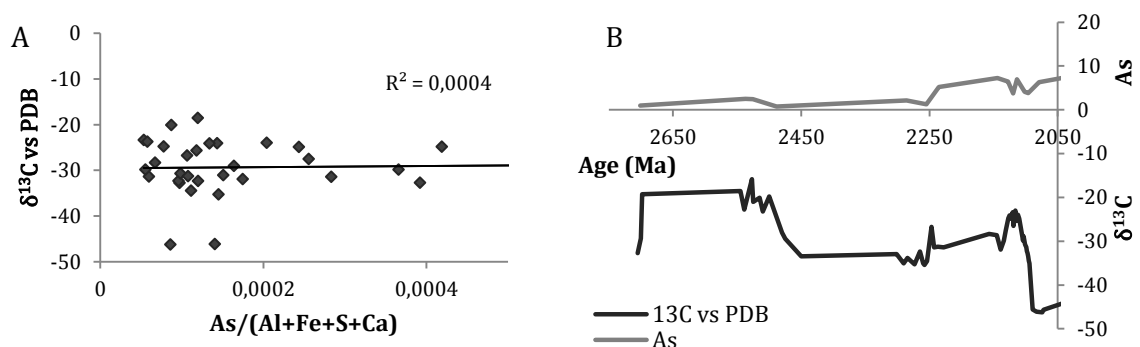 A
δ¹³C vs PDB
0
-10
-20
-30
-40
-50
R² = 0,0004
0
0,0002
0,0004
As/(Al+Fe+S+Ca)
B
20
10
0
As
2650
2450
2250
2050
Age (Ma)
-10
-20
-30
-40
-50
δ¹³C
13C vs PDB
As